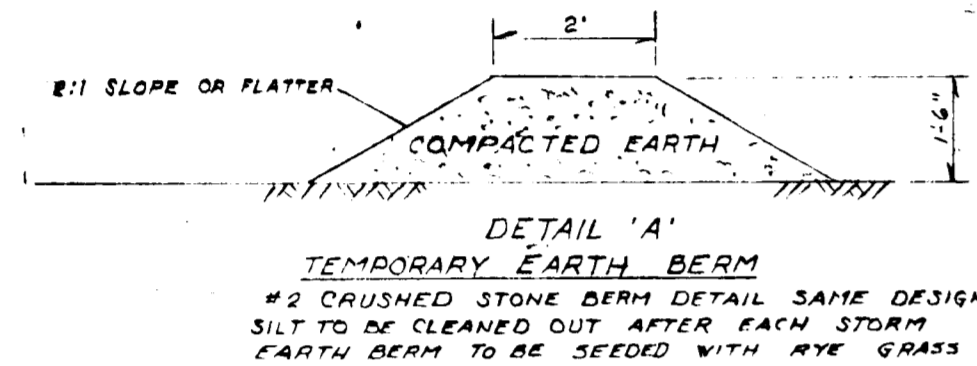 2'
2:1 SLOPE OR FLATTER
1'-6"
COMPACTED EARTH
DETAIL 'A'
TEMPORARY EARTH BERM
#2 CRUSHED STONE BERM DETAIL SAME DESIGN
SILT TO BE CLEANED OUT AFTER EACH STORM
EARTH BERM TO BE SEEDED WITH RYE GRASS